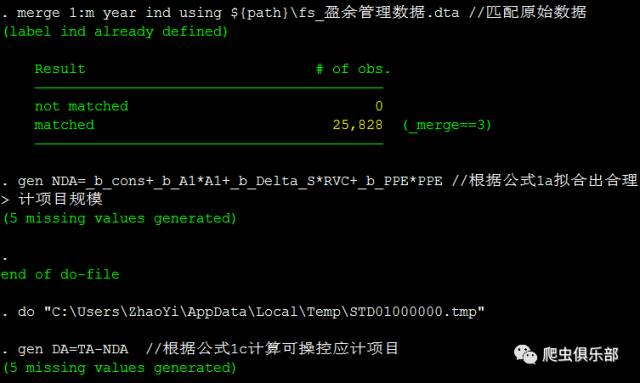 . merge 1:m year ind using ${path}\fs_盈余管理数据.dta //匹配原始数据
(label ind already defined)
Result # of obs.
not matched 0
matched 25,828 (_merge==3)
. gen NDA=_b_cons+_b_A1*A1+_b_Delta_S*RVC+_b_PPE*PPE //根据公式1a拟合出合理
> 计项目规模
(5 missing values generated)
.
end of do-file
. do "C:\Users\ZhaoYi\AppData\Local\Temp\STD01000000.tmp"
. gen DA=TA-NDA //根据公式1c计算可操控应计项目
(5 missing values generated)
爬虫俱乐部